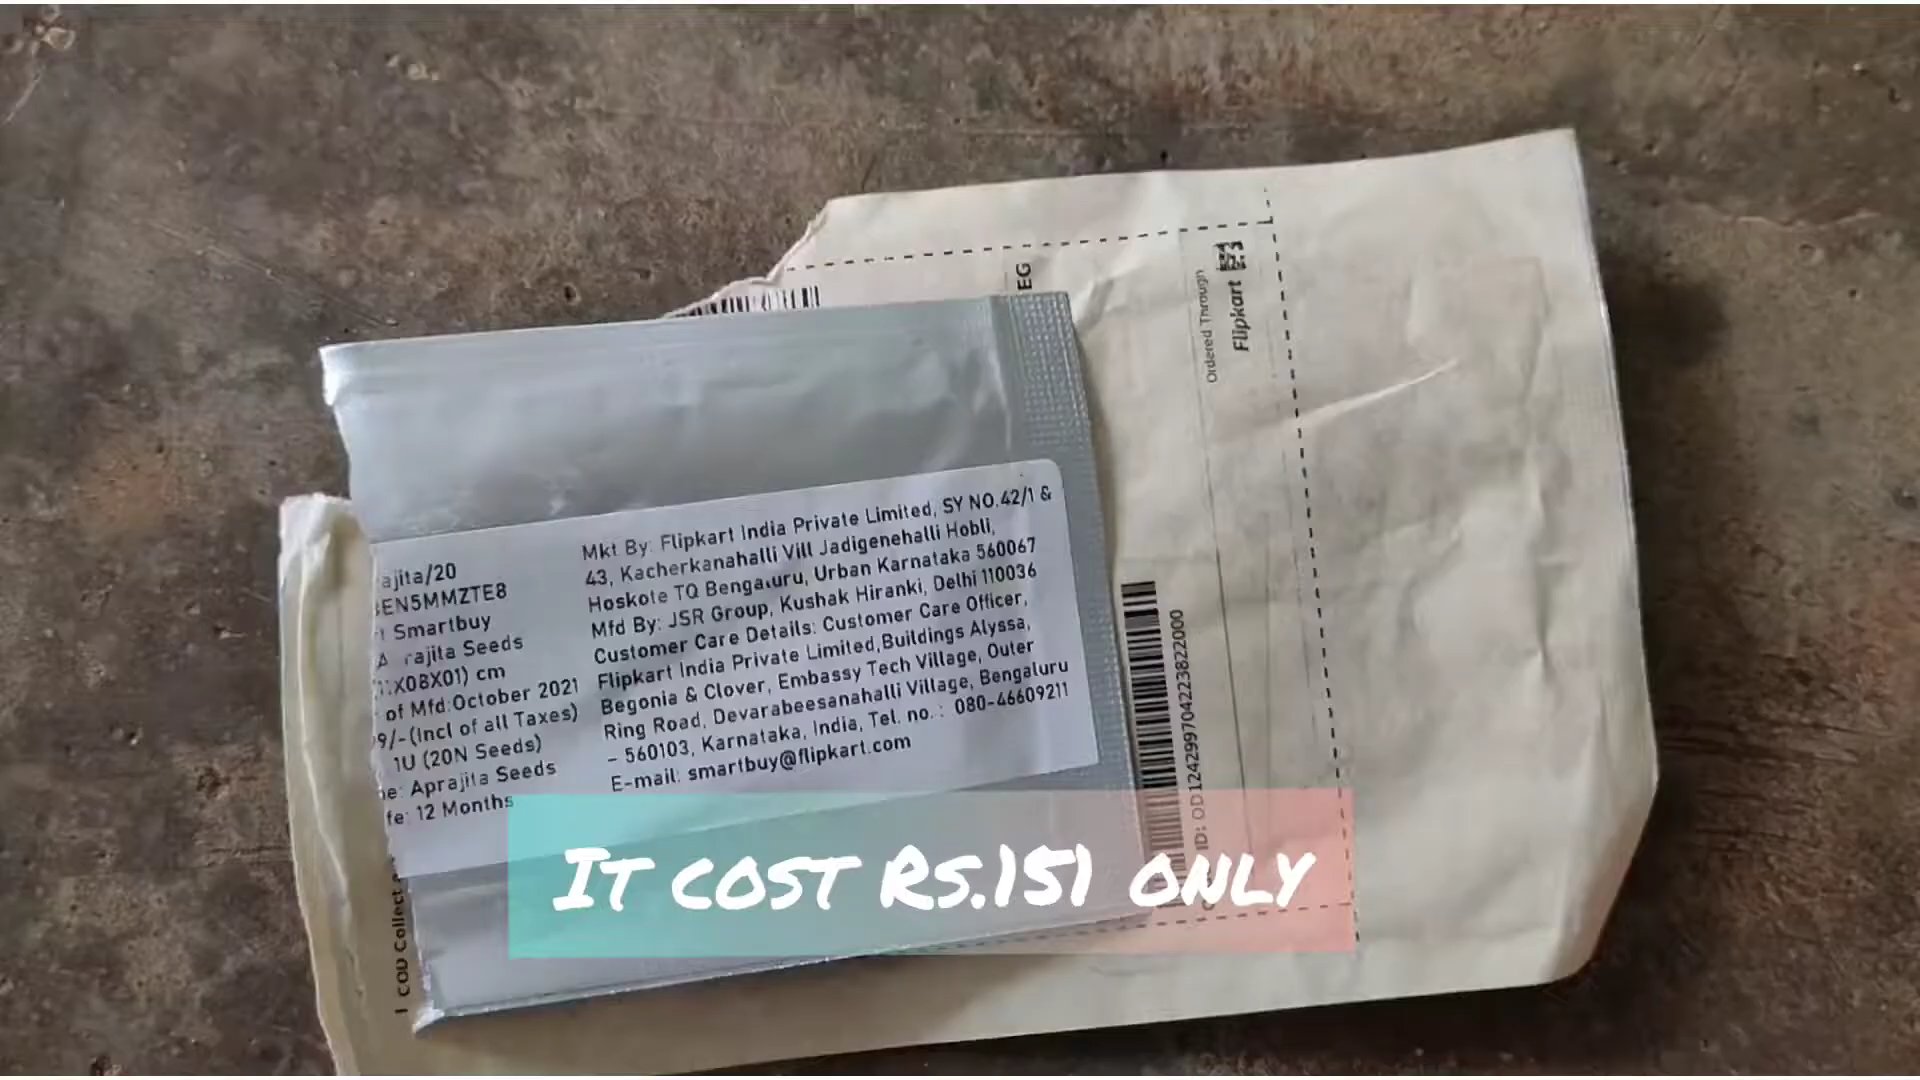 EG
Ordered Through
Flipkart
ajita/20
EN5MMZTE8
Smartbuy
rajita Seeds
X08X01) cm
of Mfd:October 2021
9/-(Incl of all Taxes)
1U (20N Seeds)
e: Aprajita Seeds
fe: 12 Months
Mkt By: Flipkart India Private Limited, SY NO.42/1 &
43, Kacherkanahalli Vill Jadigenehalli Hobli,
Hoskote TQ Bengaluru, Urban Karnataka 560067
Mfd By: JSR Group, Kushak Hiranki, Delhi 110036
Customer Care Details: Customer Care Officer,
Flipkart India Private Limited,Buildings Alyssa,
Begonia & Clover, Embassy Tech Village, Outer
Ring Road, Devarabeesanahalli Village, Bengaluru
– 560103, Karnataka, India, Tel. no. : 080-46609211
E-mail: smartbuy@flipkart.com
ID: OD124299704223822000
COD Collect
It cost Rs.151 only